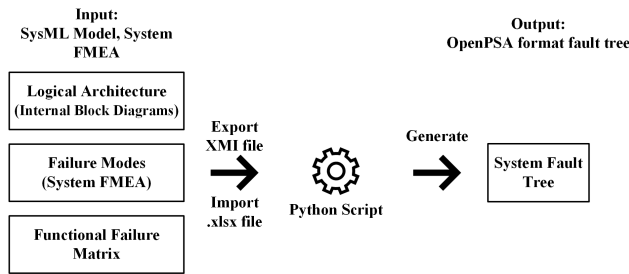 Input:
SysML Model, System
FMEA
Logical Architecture
(Internal Block Diagrams)
Failure Modes
(System FMEA)
Functional Failure
Matrix
Export
XMI file
Import
.xlsx file
Python Script
Generate
Output:
OpenPSA format fault tree
System Fault
Tree